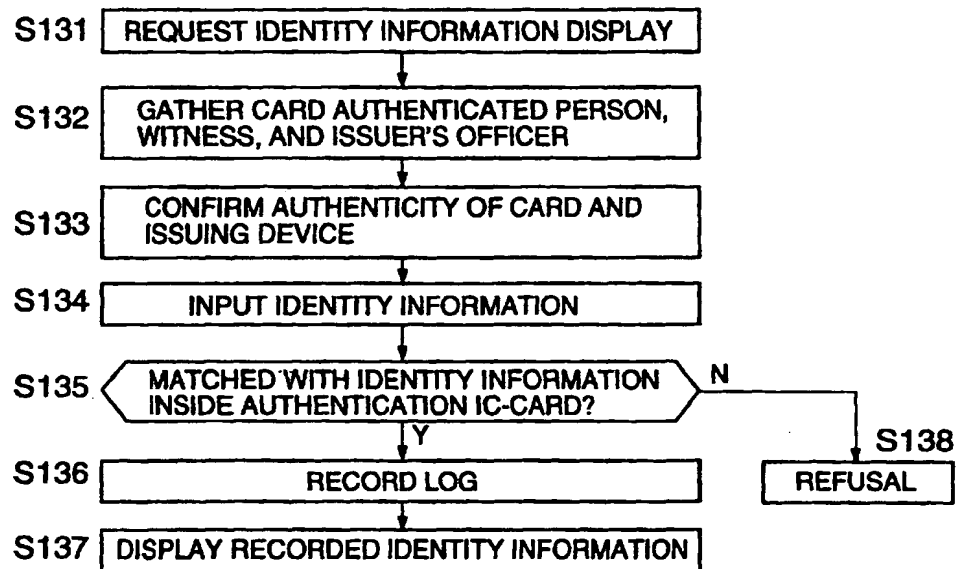 S131 REQUEST IDENTITY INFORMATION DISPLAY
S132 GATHER CARD AUTHENTICATED PERSON,
WITNESS, AND ISSUER'S OFFICER
S133 CONFIRM AUTHENTICITY OF CARD AND
ISSUING DEVICE
S134 INPUT IDENTITY INFORMATION
S135 MATCHED WITH IDENTITY INFORMATION
INSIDE AUTHENTICATION IC-CARD?
N
Y
S138
REFUSAL
S136 RECORD LOG
S137 DISPLAY RECORDED IDENTITY INFORMATION